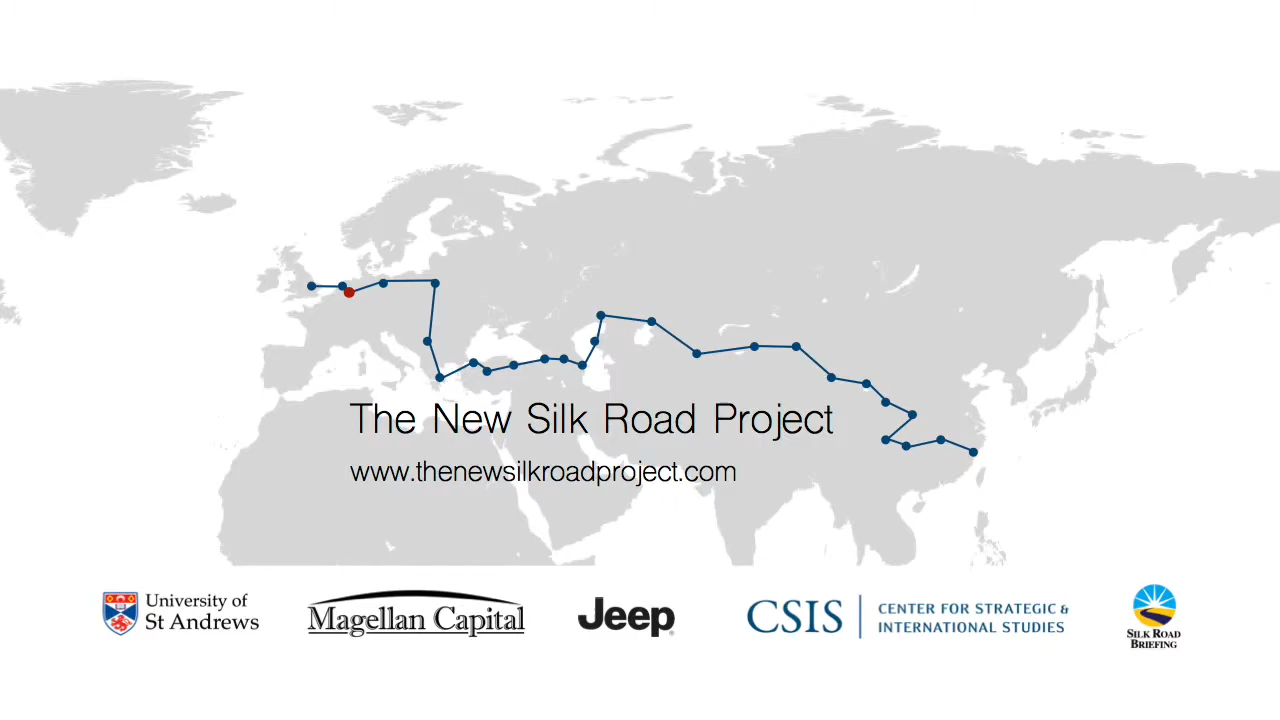 The New Silk Road Project
www.thenewsilkroadproject.com
University of
St Andrews
Magellan Capital
Jeep
CSIS
CENTER FOR STRATEGIC &
INTERNATIONAL STUDIES
SILK ROAD
BRIEFING